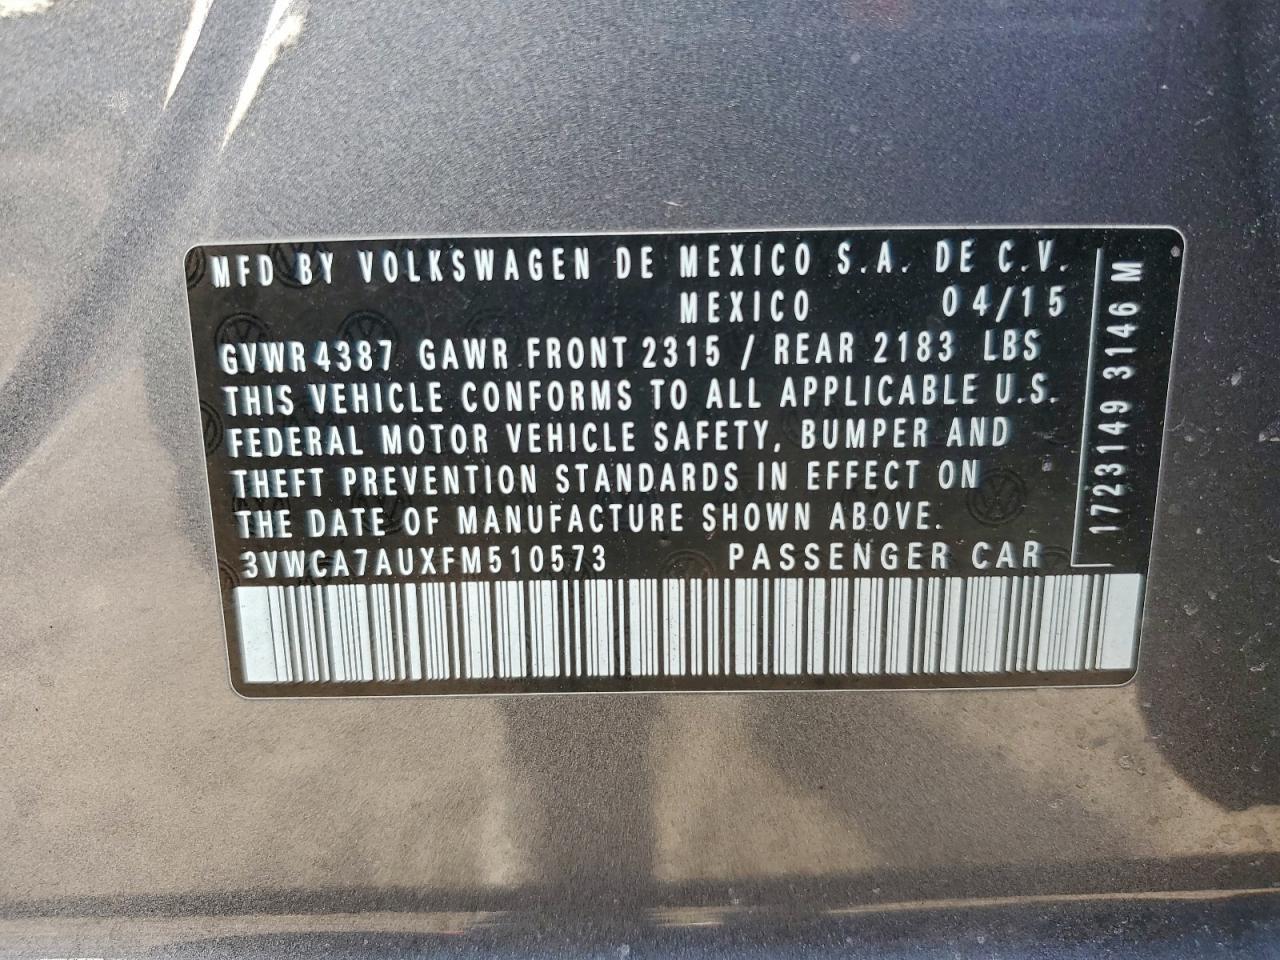 MFD BY VOLKSWAGEN DE MEXICO S.A. DE C.V.
MEXICO 04/15
GVWR 4387 GAWR FRONT 2315 / REAR 2183 LBS
THIS VEHICLE CONFORMS TO ALL APPLICABLE U.S.
FEDERAL MOTOR VEHICLE SAFETY, BUMPER AND
THEFT PREVENTION STANDARDS IN EFFECT ON
THE DATE OF MANUFACTURE SHOWN ABOVE.
3VWCA7AUXFM510573 PASSENGER CAR
1723149 3146 M